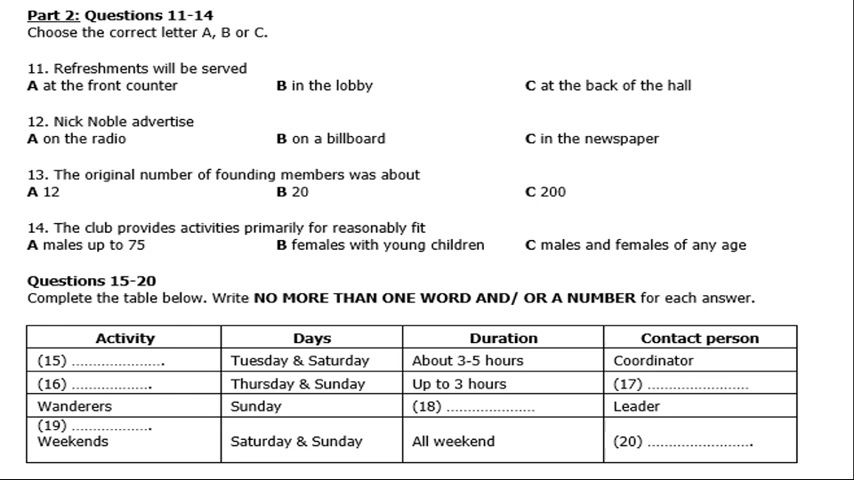 Part 2: Questions 11-14
Choose the correct letter A, B or C.
11. Refreshments will be served
A at the front counter B in the lobby C at the back of the hall
12. Nick Noble advertise
A on the radio B on a billboard C in the newspaper
13. The original number of founding members was about
A 12 B 20 C 200
14. The club provides activities primarily for reasonably fit
A males up to 75 B females with young children C males and females of any age
Questions 15-20
Complete the table below. Write NO MORE THAN ONE WORD AND/ OR A NUMBER for each answer.
Activity Days Duration Contact person
(15) ...................... Tuesday & Saturday About 3-5 hours Coordinator
(16) ................... Thursday & Sunday Up to 3 hours (17) .........................
Wanderers Sunday (18) ...................... Leader
(19) ...................
Weekends Saturday & Sunday All weekend (20) ..........................